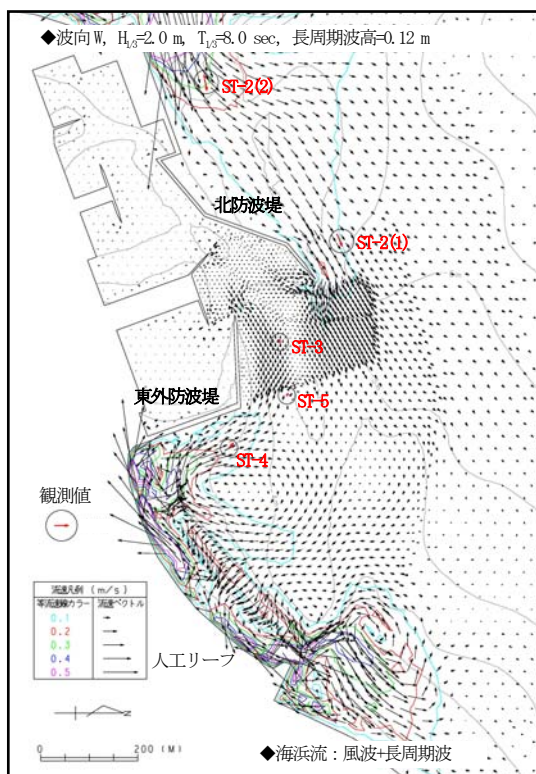 ◆波向 W, H1/3=2.0 m, T1/3=8.0 sec, 長周期波高=0.12 m
ST-2(2)
北防波堤
ST-2(1)
ST-3
東外防波堤
ST-5
ST-4
観測値
流速凡例 (m/s)
等流速線カラー 流速ベクトル
0.1
0.2
0.3
0.4
0.5
人工リーフ
N
0 200 (M)
◆海浜流:風波+長周期波